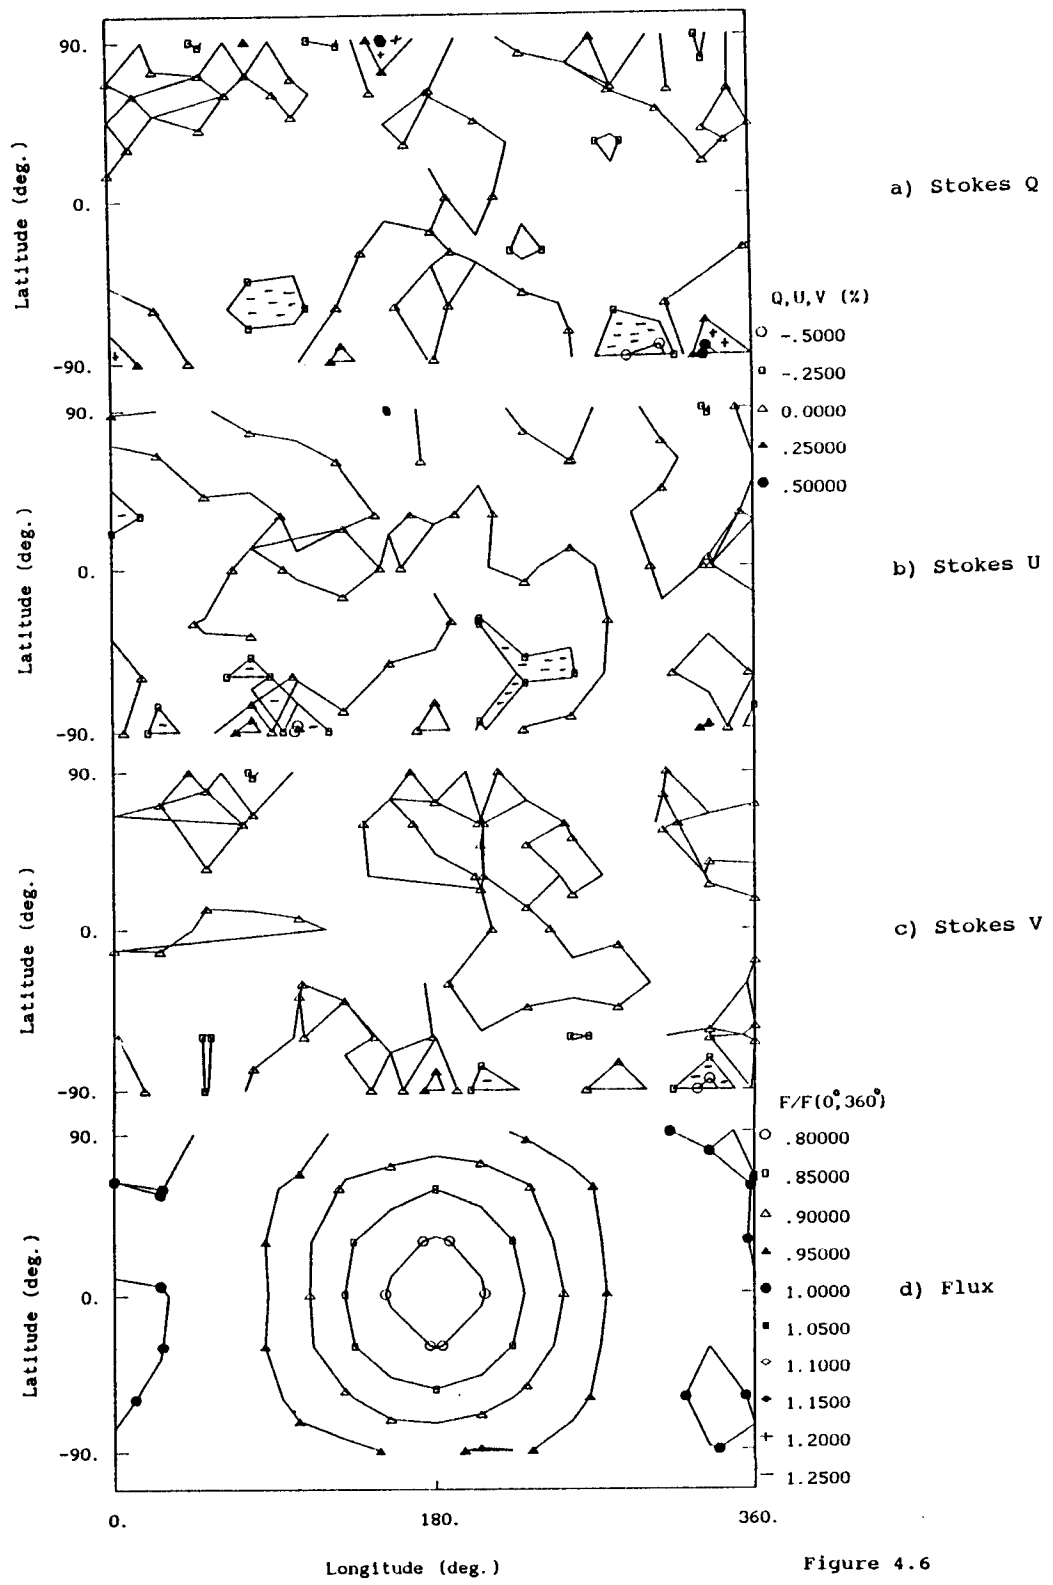 90.
0.
-90.
Latitude (deg.)
a) Stokes Q
Q,U,V (%)
-.5000
-.2500
0.0000
.25000
.50000
90.
0.
-90.
Latitude (deg.)
b) Stokes U
90.
0.
-90.
Latitude (deg.)
c) Stokes V
F/F(0°,360°)
.80000
.85000
.90000
.95000
1.0000
1.0500
1.1000
1.1500
1.2000
1.2500
90.
0.
-90.
Latitude (deg.)
d) Flux
0.
180.
360.
Longitude (deg.)
Figure 4.6